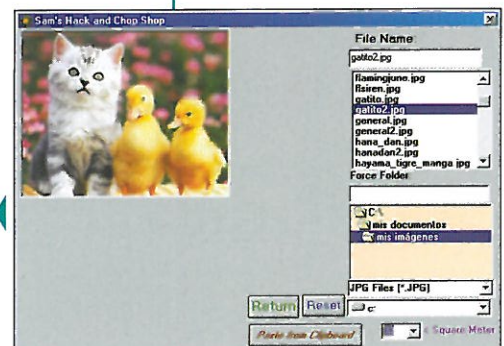 Sam's Hack and Chop Shop
File Name
gatito2.jpg
flamingjune.jpg
flsiren.jpg
gatito.jpg
gatito2.jpg
general.jpg
general2.jpg
hana_dan.jpg
hanadan2.jpg
hayama_tigre_manga.jpg
Force Folder
C:\
mis documentos
mis imágenes
JPG Files (*.JPG)
Return Reset
c:
Paste from Clipboard
< Square Meter